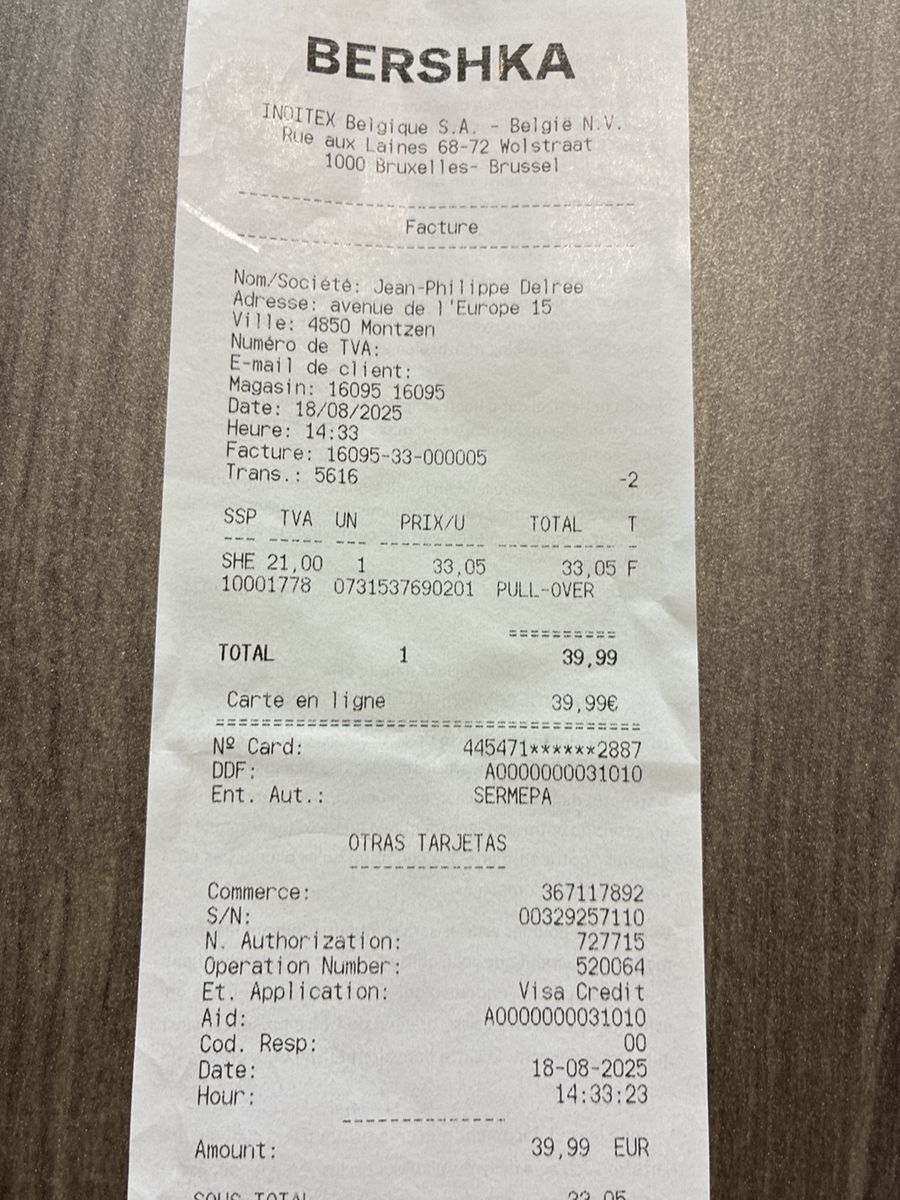 BERSHKA
INDITEX Belgique S.A. - België N.V.
Rue aux Laines 68-72 Wolstraat
1000 Bruxelles- Brussel
Facture
Nom/Société: Jean-Philippe Delree
Adresse: avenue de l'Europe 15
Ville: 4850 Montzen
Numéro de TVA:
E-mail de client:
Magasin: 16095 16095
Date: 18/08/2025
Heure: 14:33
Facture: 16095-33-000005
Trans.: 5616 -2
SSP TVA UN PRIX/U TOTAL T
SHE 21,00 1 33,05 33,05 F
10001778 0731537690201 PULL-OVER
TOTAL 1 39,99
Carte en ligne 39,99€
Nº Card: 445471******2887
DDF: A0000000031010
Ent. Aut.: SERMEPA
OTRAS TARJETAS
Commerce: 367117892
S/N: 00329257110
N. Authorization: 727715
Operation Number: 520064
Et. Application: Visa Credit
Aid: A0000000031010
Cod. Resp: 00
Date: 18-08-2025
Hour: 14:33:23
Amount: 39,99 EUR
SOUS TOTAL 33,05